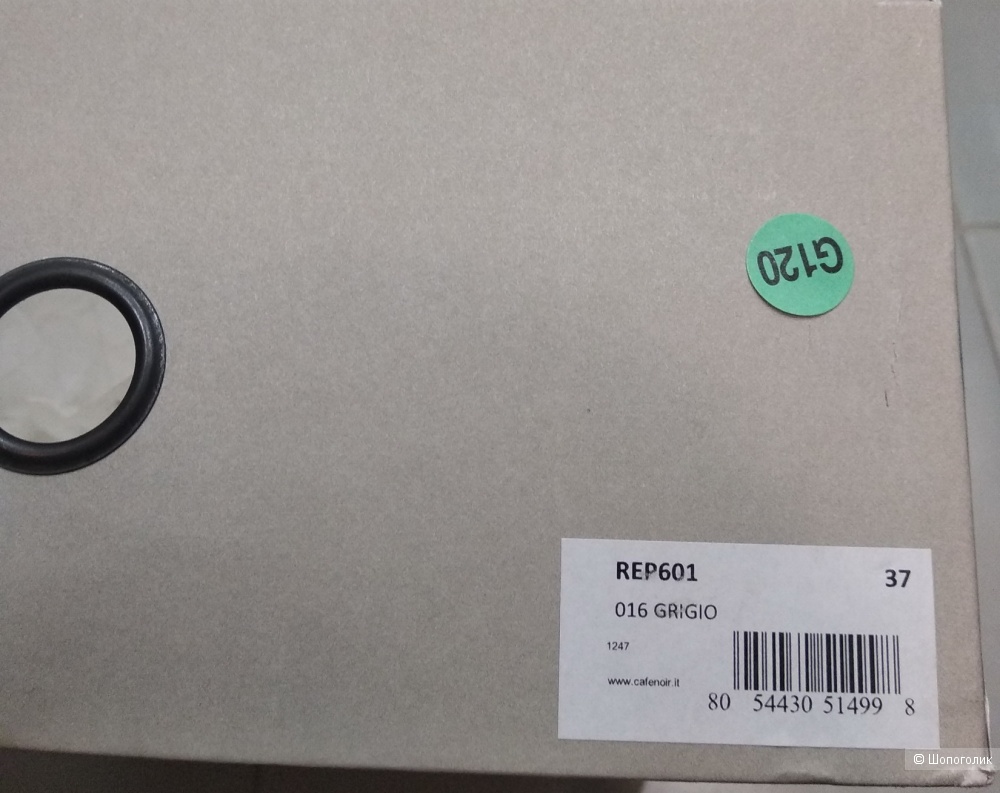 G120
REP601
37
016 GRIGIO
1247
www.cafenoir.it
80 54430 51499 8
© Шопоголик